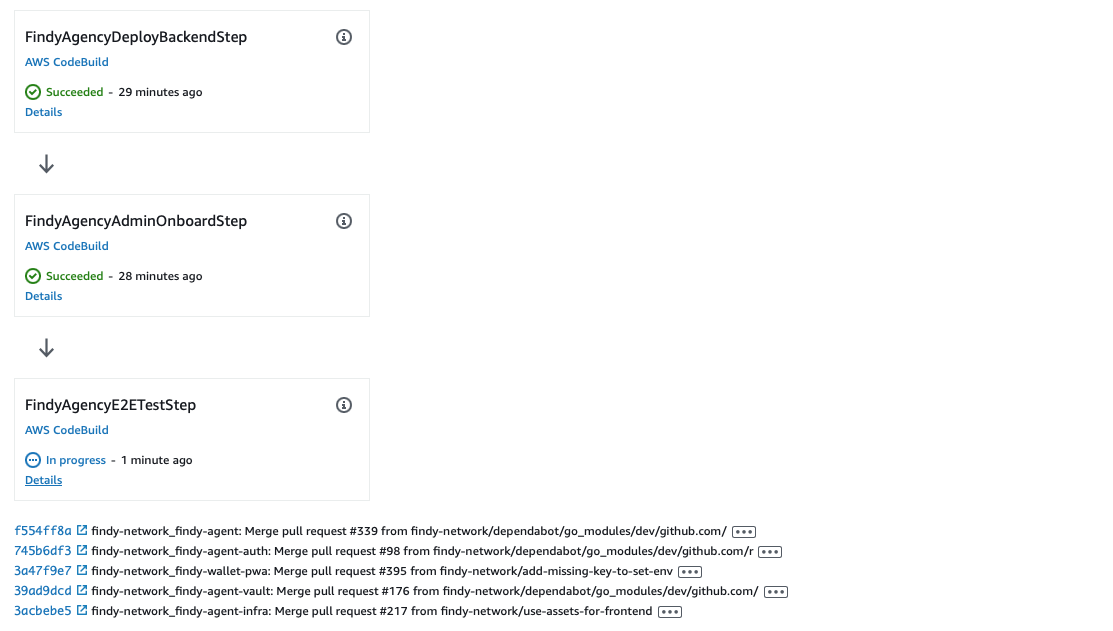 FindyAgencyDeployBackendStep
AWS CodeBuild
Succeeded - 29 minutes ago
Details
FindyAgencyAdminOnboardStep
AWS CodeBuild
Succeeded - 28 minutes ago
Details
FindyAgencyE2ETestStep
AWS CodeBuild
In progress - 1 minute ago
Details
f554ff8a findy-network_findy-agent: Merge pull request #339 from findy-network/dependabot/go_modules/dev/github.com/
745b6df3 findy-network_findy-agent-auth: Merge pull request #98 from findy-network/dependabot/go_modules/dev/github.com/r
3a47f9e7 findy-network_findy-wallet-pwa: Merge pull request #395 from findy-network/add-missing-key-to-set-env
39ad9dcd findy-network_findy-agent-vault: Merge pull request #176 from findy-network/dependabot/go_modules/dev/github.com/
3acbebe5 findy-network_findy-agent-infra: Merge pull request #217 from findy-network/use-assets-for-frontend